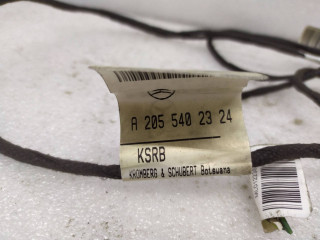 A 205 540 23 24
KSRB
KROMBERG & SCHUBERT Botswana